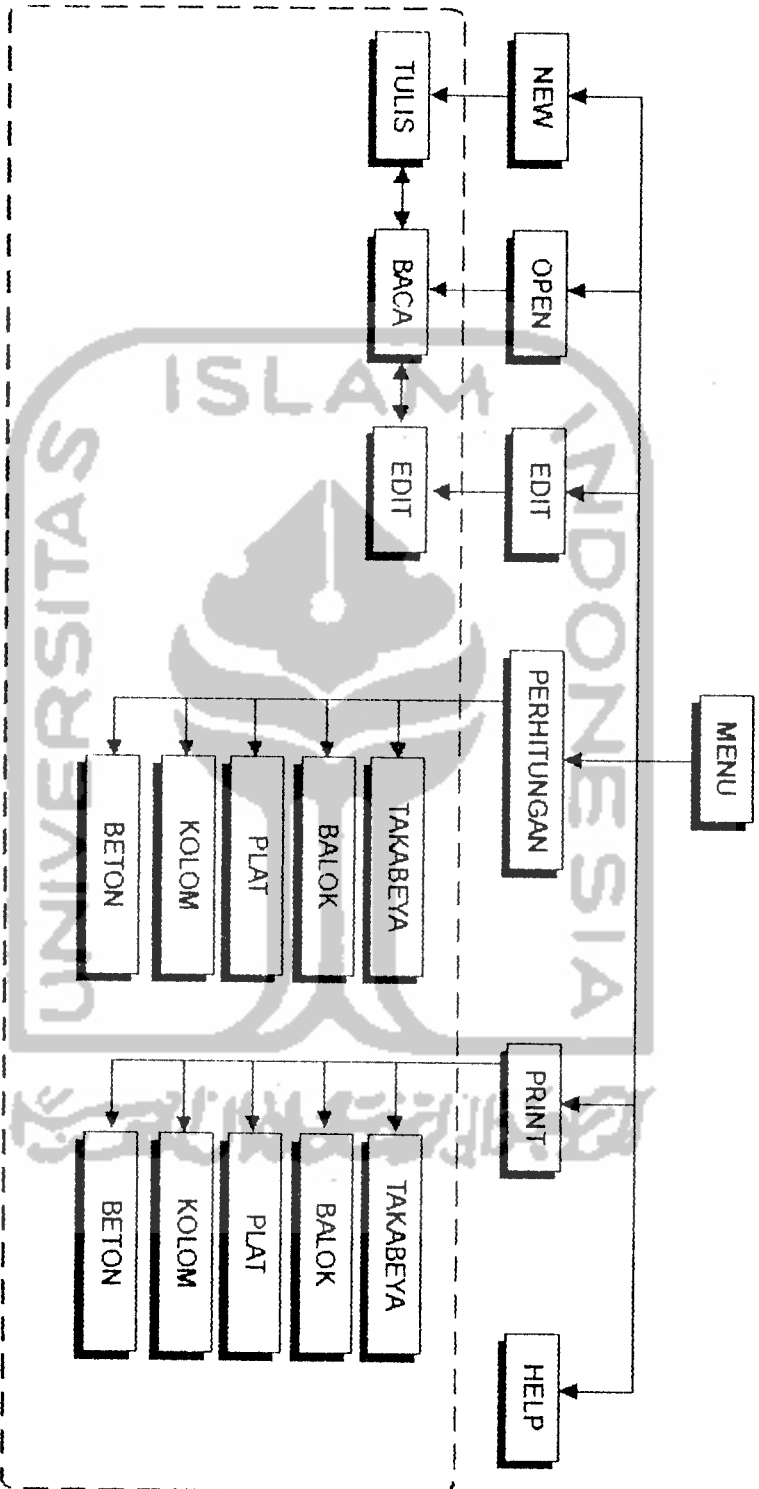 MENU
NEW
OPEN
EDIT
PERHITUNGAN
PRINT
HELP
TULIS
BACA
EDIT
TAKABEYA
BALOK
PLAT
KOLOM
BETON
TAKABEYA
BALOK
PLAT
KOLOM
BETON
UNIVERSITAS
ISLAM
INDONESIA